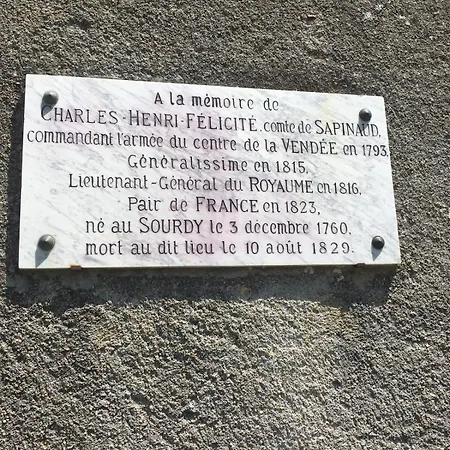 A la mémoire de
CHARLES-HENRI-FÉLICITÉ, comte de SAPINAUD,
commandant l'armée du centre de la VENDÉE en 1793,
Généralissime en 1815,
Lieutenant-Général du ROYAUME en 1816,
Pair de FRANCE en 1823,
né au SOURDY le 3 décembre 1760,
mort au dit lieu le 10 août 1829.